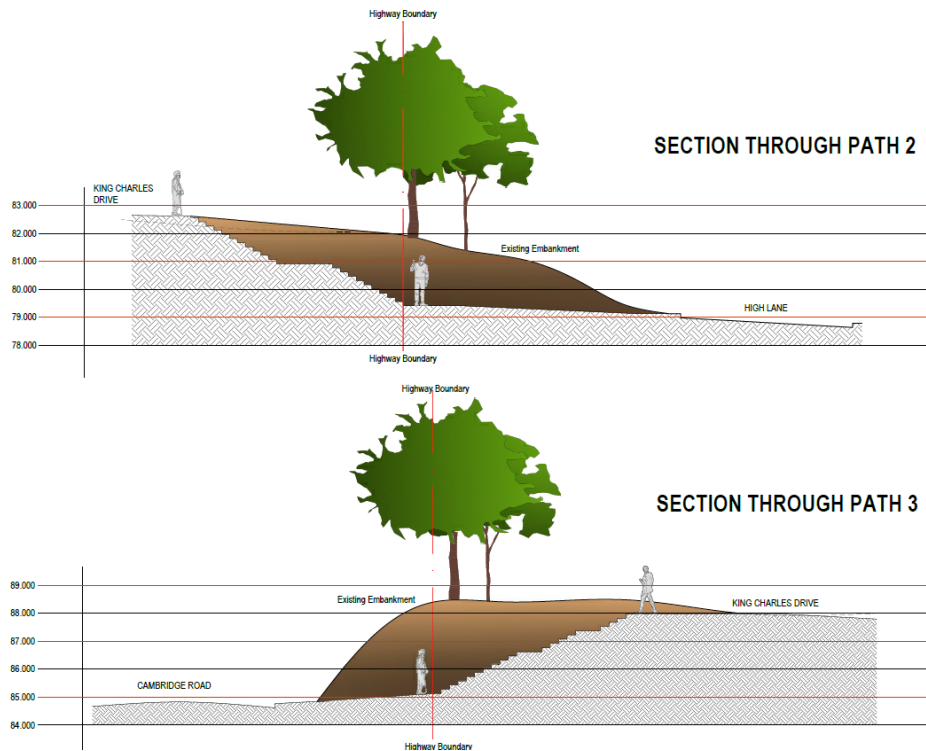 Highway Boundary
SECTION THROUGH PATH 2
KING CHARLES
DRIVE
83.000
82.000
81.000
Existing Embankment
80.000
79.000
HIGH LANE
78.000
Highway Boundary
Highway Boundary
SECTION THROUGH PATH 3
89.000
Existing Embankment
KING CHARLES DRIVE
88.000
87.000
86.000
CAMBRIDGE ROAD
85.000
84.000
Highway Boundary